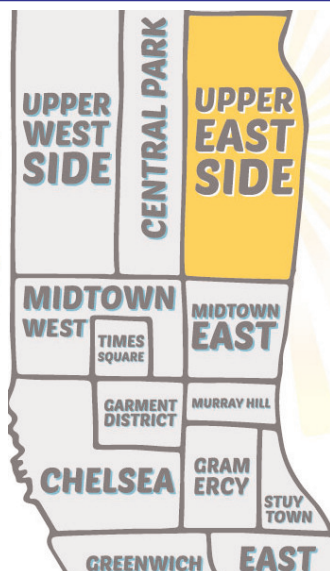 UPPER
WEST
SIDE
CENTRAL PARK
UPPER
EAST
SIDE
MIDTOWN
WEST
TIMES
SQUARE
MIDTOWN
EAST
GARMENT
DISTRICT
MURRAY HILL
CHELSEA
GRAM
ERCY
STUY
TOWN
GREENWICH
EAST